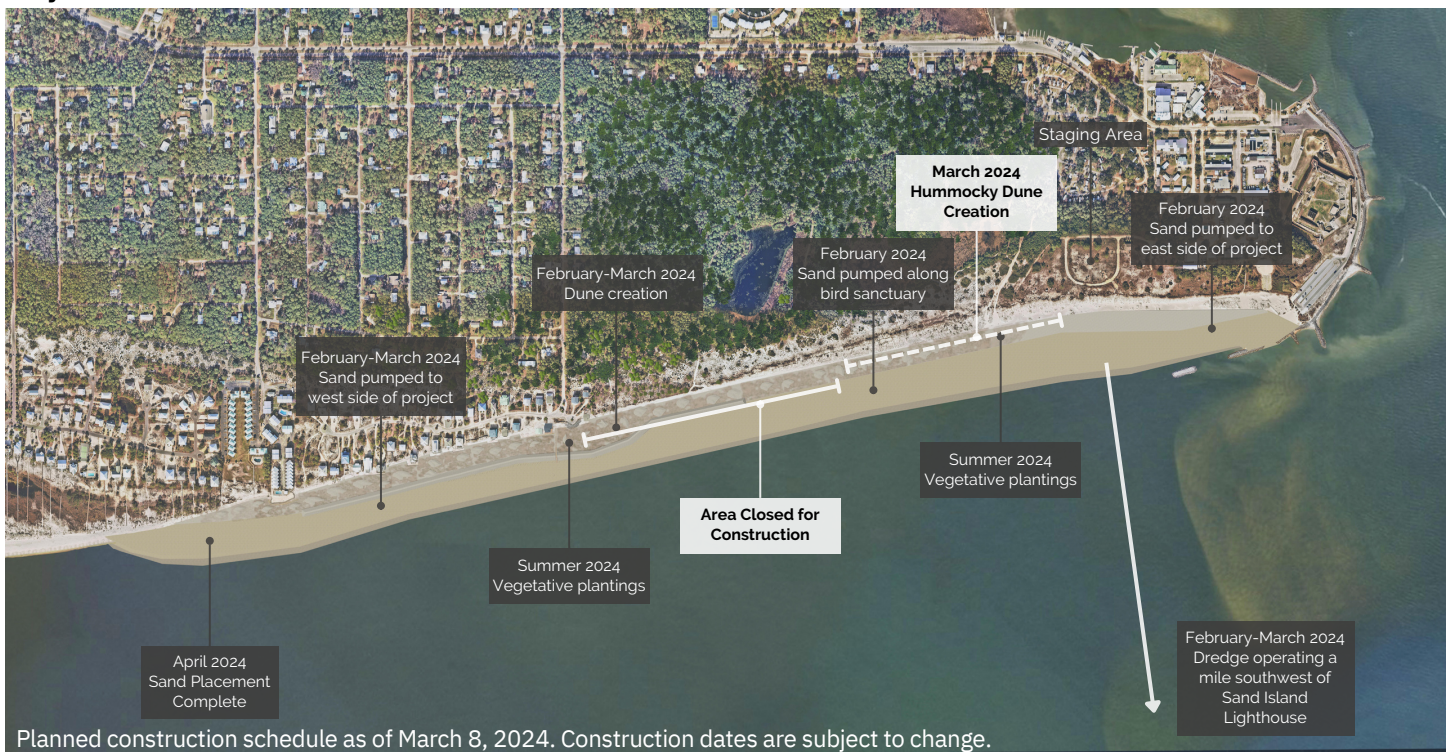 Staging Area
March 2024
Hummocky Dune
Creation
February 2024
Sand pumped to
east side of project
February 2024
Sand pumped along
bird sanctuary
February-March 2024
Dune creation
February-March 2024
Sand pumped to
west side of project
Summer 2024
Vegetative plantings
Area Closed for
Construction
Summer 2024
Vegetative plantings
April 2024
Sand Placement
Complete
February-March 2024
Dredge operating a
mile southwest of
Sand Island
Lighthouse
Planned construction schedule as of March 8, 2024. Construction dates are subject to change.